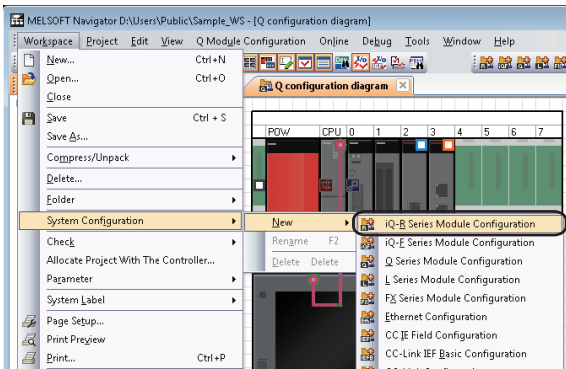 MELSOFT Navigator D:\Users\Public\Sample_WS - [Q configuration diagram]
Workspace Project Edit View Q Module Configuration Online Debug Tools Window Help
New... Ctrl+N
Open... Ctrl+O
Close
Q configuration diagram
Save Ctrl + S
Save As...
POW CPU 0 1 2 3 4 5 6 7
Compress/Unpack
Delete...
Folder
System Configuration New iQ-R Series Module Configuration
Check Rename F2 iQ-F Series Module Configuration
Allocate Project With The Controller... Delete Delete Q Series Module Configuration
Parameter L Series Module Configuration
System Label FX Series Module Configuration
Page Setup... Ethernet Configuration
Print Preview CC IE Field Configuration
Print... Ctrl+P CC-Link IEF Basic Configuration